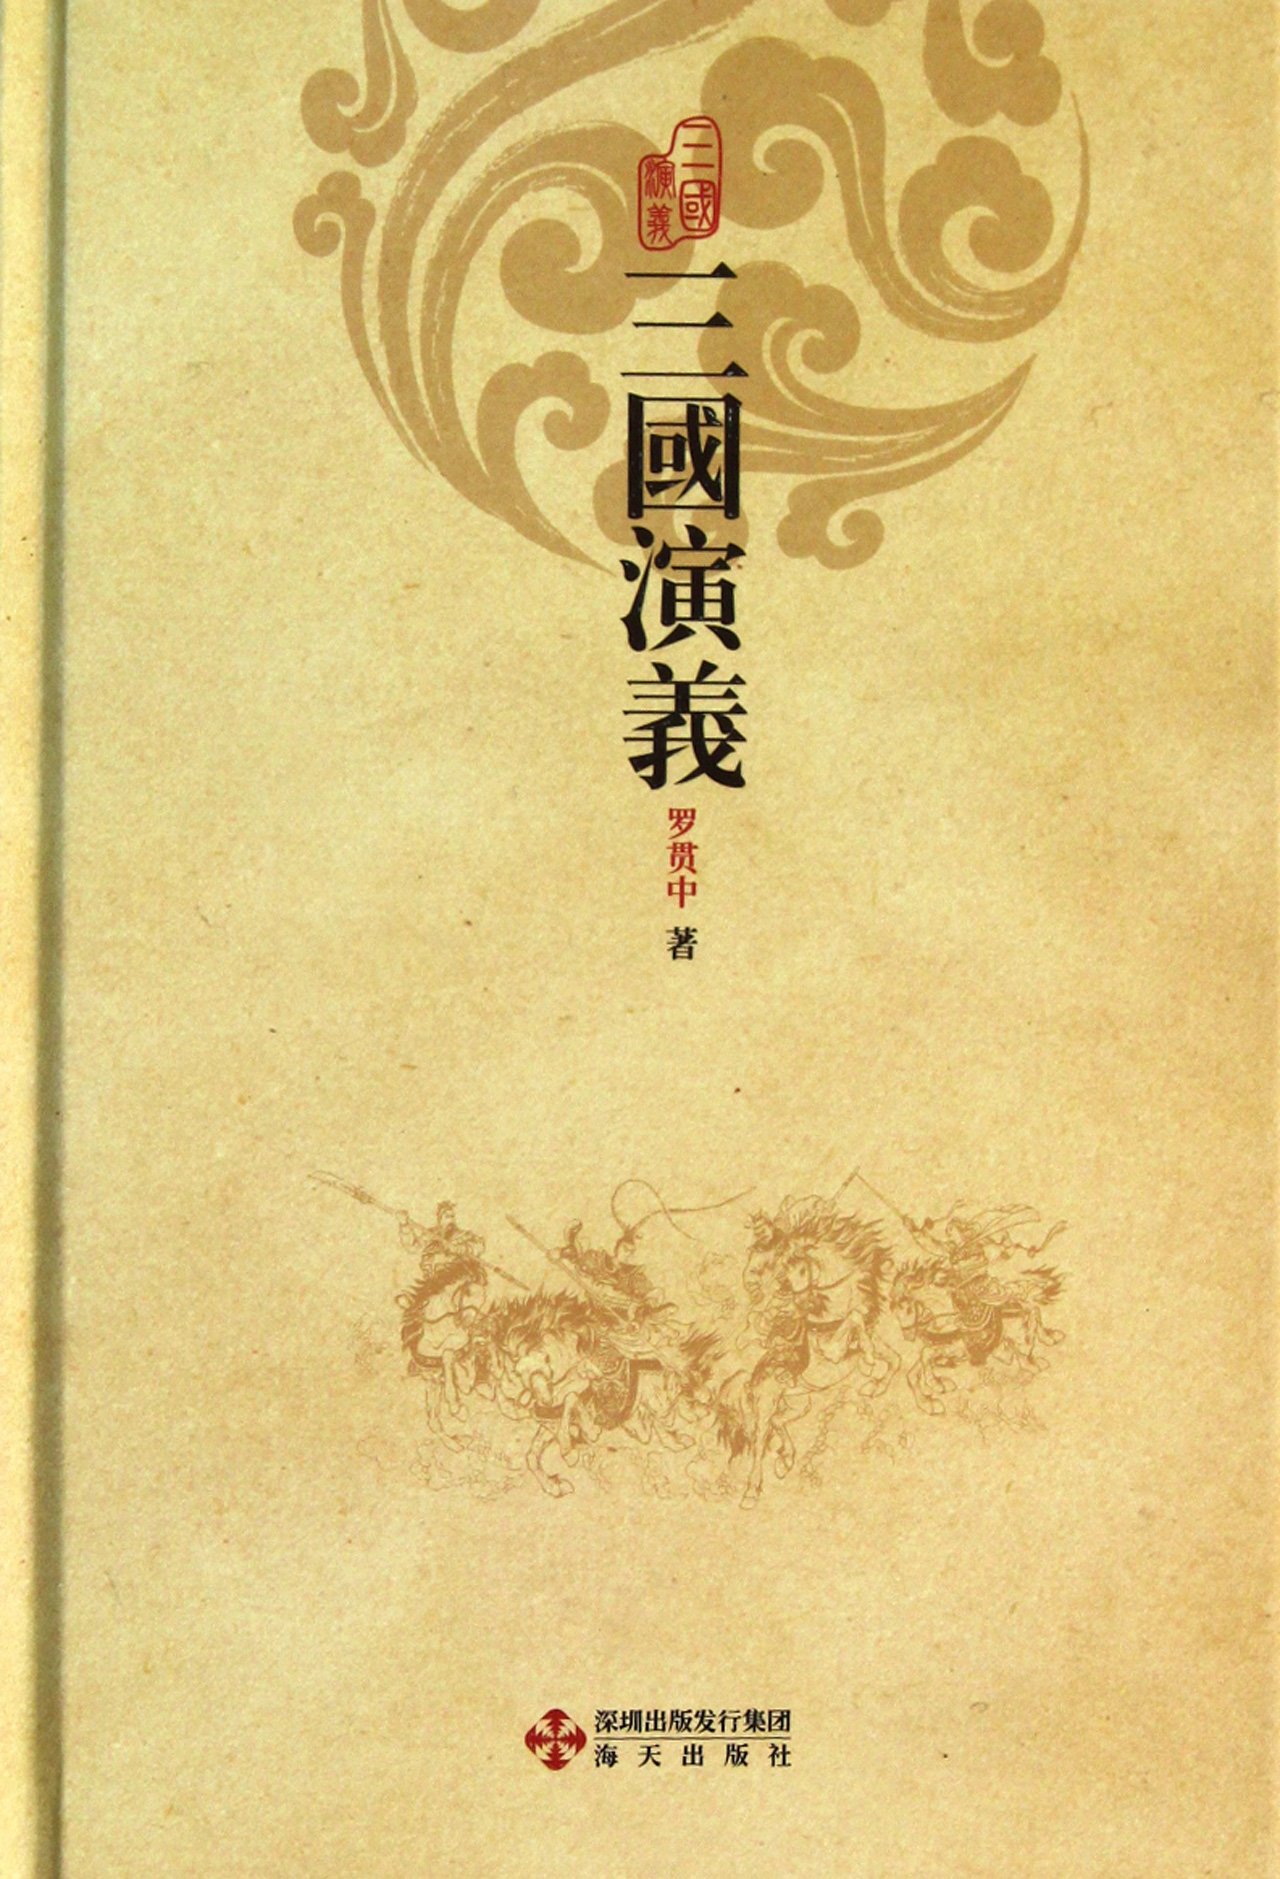 三國演義
三國演義
罗贯中 著
深圳出版发行集团
海天出版社